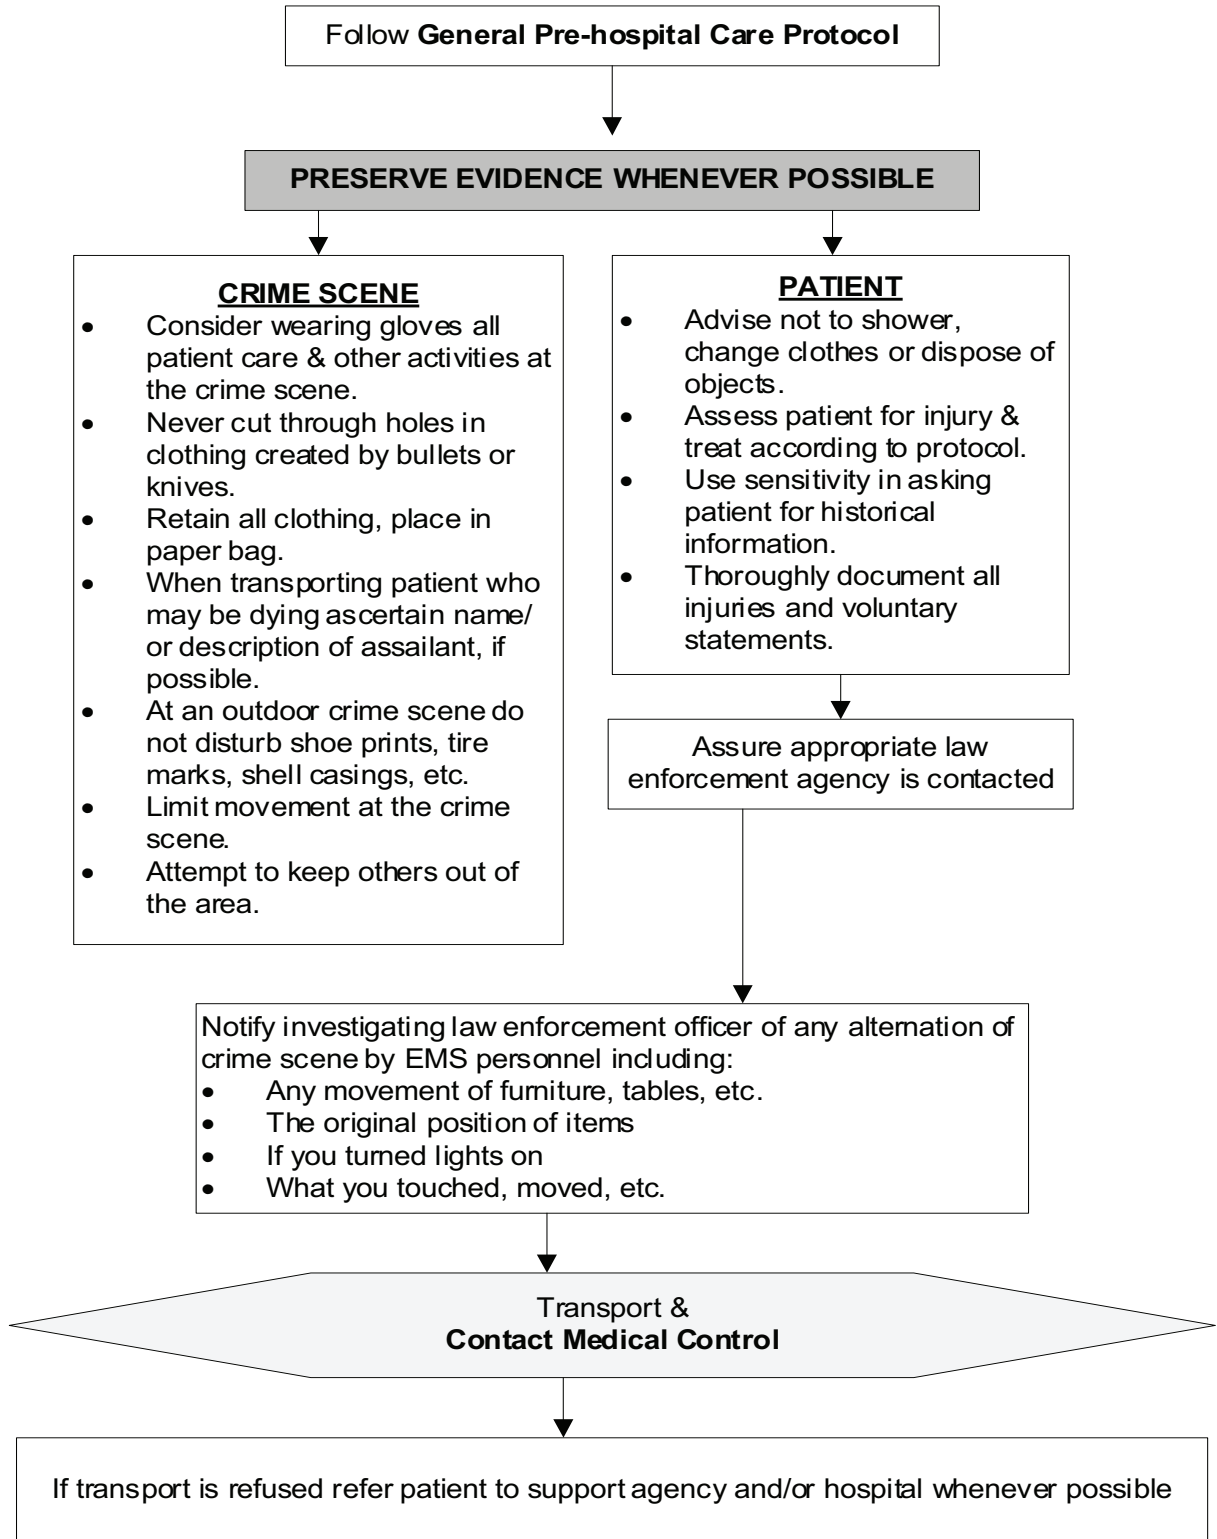 Follow General Pre-hospital Care Protocol
PRESERVE EVIDENCE WHENEVER POSSIBLE
CRIME SCENE
• Consider wearing gloves all
patient care & other activities at
the crime scene.
• Never cut through holes in
clothing created by bullets or
knives.
• Retain all clothing, place in
paper bag.
• When transporting patient who
may be dying ascertain name/
or description of assailant, if
possible.
• At an outdoor crime scene do
not disturb shoe prints, tire
marks, shell casings, etc.
• Limit movement at the crime
scene.
• Attempt to keep others out of
the area.
PATIENT
• Advise not to shower,
change clothes or dispose of
objects.
• Assess patient for injury &
treat according to protocol.
• Use sensitivity in asking
patient for historical
information.
• Thoroughly document all
injuries and voluntary
statements.
Assure appropriate law
enforcement agency is contacted
Notify investigating law enforcement officer of any alternation of
crime scene by EMS personnel including:
• Any movement of furniture, tables, etc.
• The original position of items
• If you turned lights on
• What you touched, moved, etc.
Transport &
Contact Medical Control
If transport is refused refer patient to support agency and/or hospital whenever possible